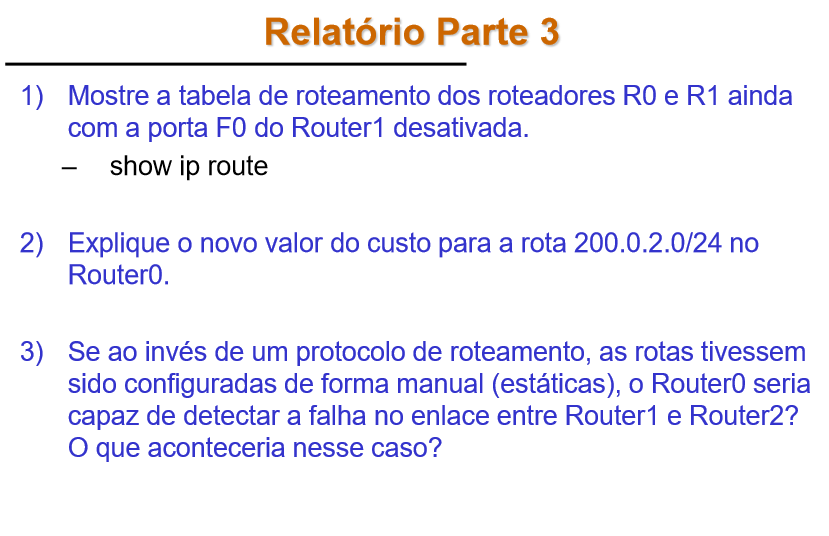 Relatório Parte 3
1) Mostre a tabela de roteamento dos roteadores R0 e R1 ainda
com a porta F0 do Router1 desativada.
– show ip route
2) Explique o novo valor do custo para a rota 200.0.2.0/24 no
Router0.
3) Se ao invés de um protocolo de roteamento, as rotas tivessem
sido configuradas de forma manual (estáticas), o Router0 seria
capaz de detectar a falha no enlace entre Router1 e Router2?
O que aconteceria nesse caso?